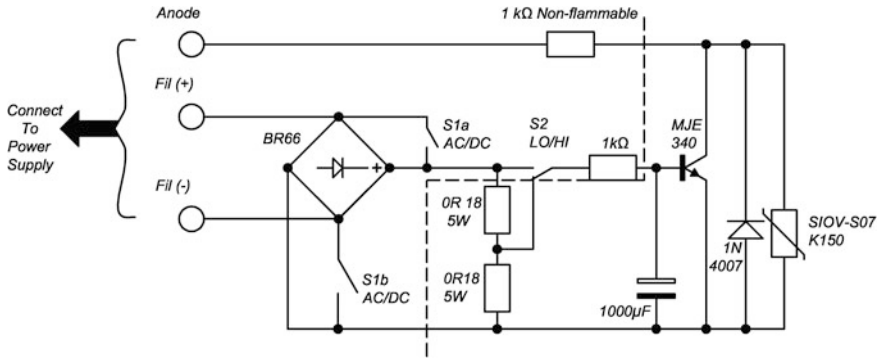 Anode
1 kΩ Non-flammable
Fil (+)
Connect
To
Power
Supply
BR66
S1a
AC/DC
S2
LO/HI
1kΩ
MJE
340
+
Fil (-)
0R 18
5W
SIOV-S07
K150
1N
4007
S1b
AC/DC
0R18
5W
1000µF